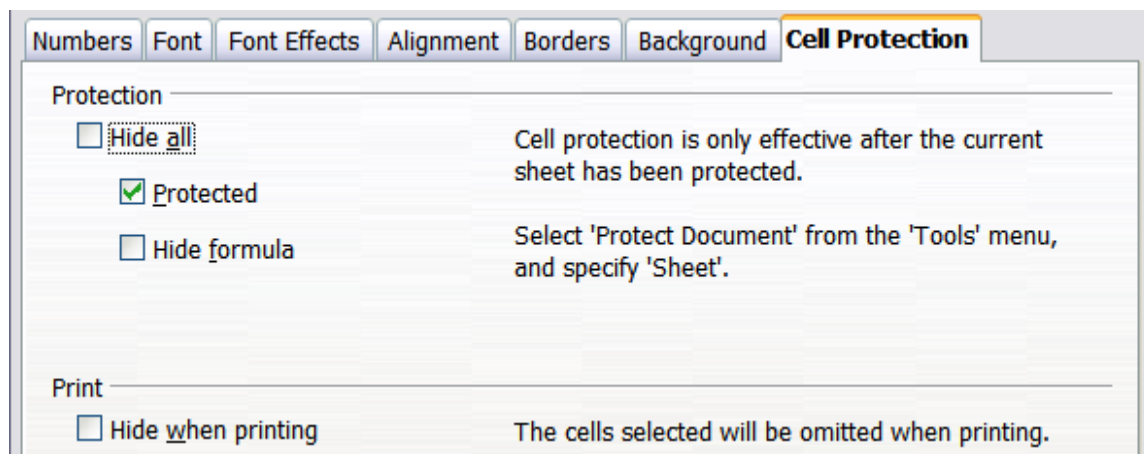 Numbers Font Font Effects Alignment Borders Background Cell Protection
Protection
Hide all
Cell protection is only effective after the current
sheet has been protected.
Protected
Hide formula
Select 'Protect Document' from the 'Tools' menu,
and specify 'Sheet'.
Print
Hide when printing
The cells selected will be omitted when printing.